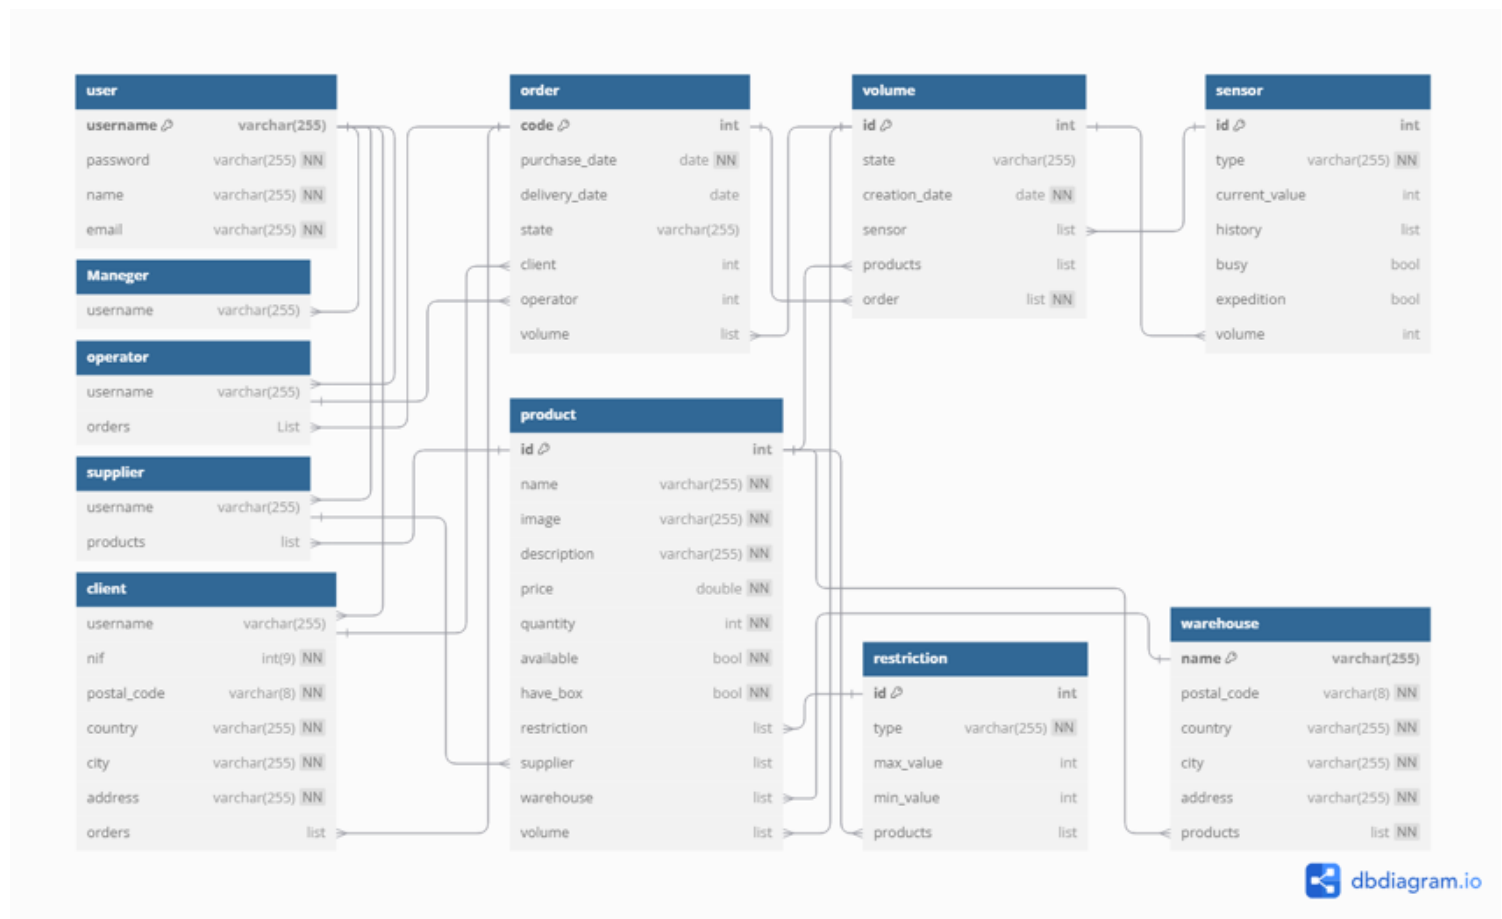 user
username varchar(255)
password varchar(255) NN
name varchar(255) NN
email varchar(255) NN
Maneger
username varchar(255)
operator
username varchar(255)
orders List
supplier
username varchar(255)
products list
client
username varchar(255)
nif int(9) NN
postal_code varchar(8) NN
country varchar(255) NN
city varchar(255) NN
address varchar(255) NN
orders list
order
code int
purchase_date date NN
delivery_date date
state varchar(255)
client int
operator int
volume list
product
id int
name varchar(255) NN
image varchar(255) NN
description varchar(255) NN
price double NN
quantity int NN
available bool NN
have_box bool NN
restriction list
supplier list
warehouse list
volume list
volume
id int
state varchar(255)
creation_date date NN
sensor list
products list
order list NN
restriction
id int
type varchar(255) NN
max_value int
min_value int
products list
sensor
id int
type varchar(255) NN
current_value int
history list
busy bool
expedition bool
volume int
warehouse
name varchar(255)
postal_code varchar(8) NN
country varchar(255) NN
city varchar(255) NN
address varchar(255) NN
products list NN
dbdiagram.io